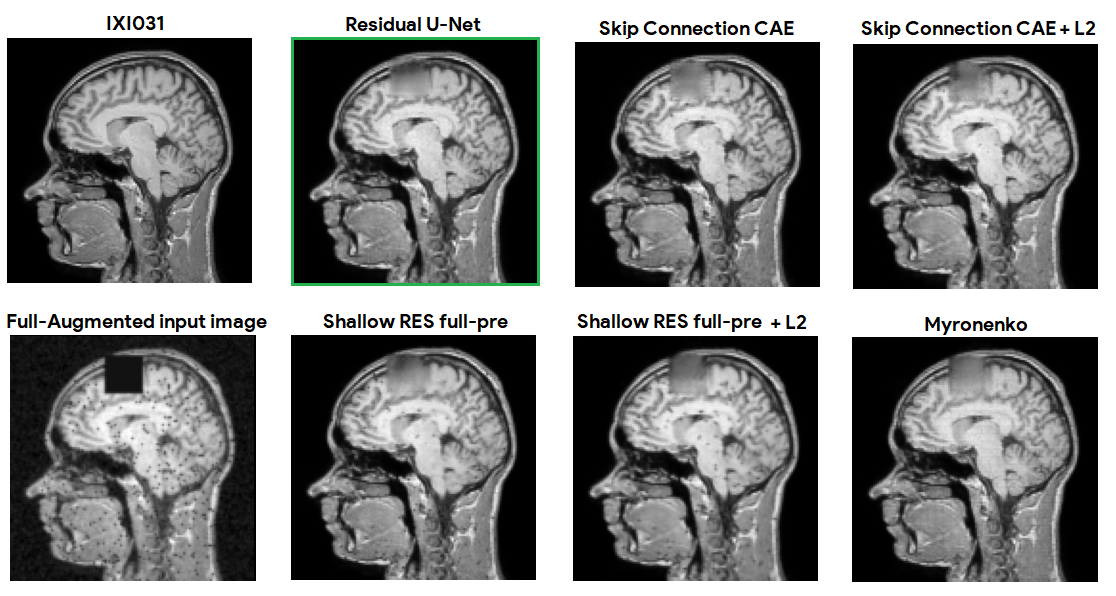 IXI031
Residual U-Net
Skip Connection CAE
Skip Connection CAE + L2
Full-Augmented input image
Shallow RES full-pre
Shallow RES full-pre + L2
Myronenko